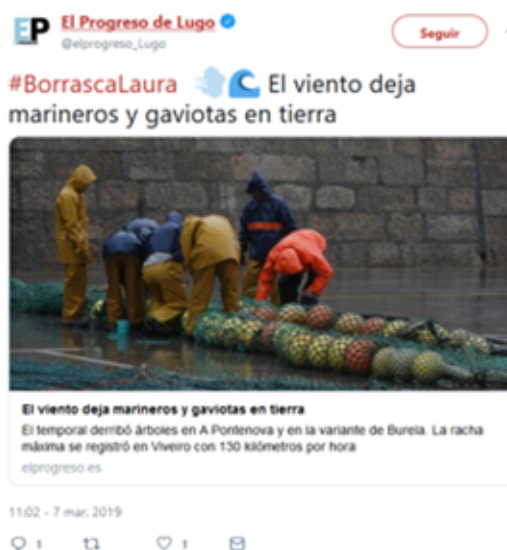 EP El Progreso de Lugo
@elprogreso_Lugo
Seguir
#BorrascaLaura 💨🌊 El viento deja
marineros y gaviotas en tierra
El viento deja marineros y gaviotas en tierra
El temporal derribó árboles en A Pontenova y en la variante de Burela. La racha
máxima se registró en Viveiro con 130 kilómetros por hora
elprogreso.es
11:02 - 7 mar. 2019
1 1